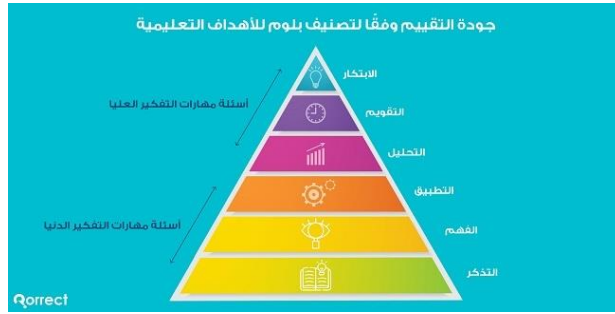 جودة التقييم وفقًا لتصنيف بلوم للأهداف التعليمية
الابتكار
أسئلة مهارات التفكير العليا
التقويم
التحليل
التطبيق
أسئلة مهارات التفكير الدنيا
الفهم
التذكر
Qorrect